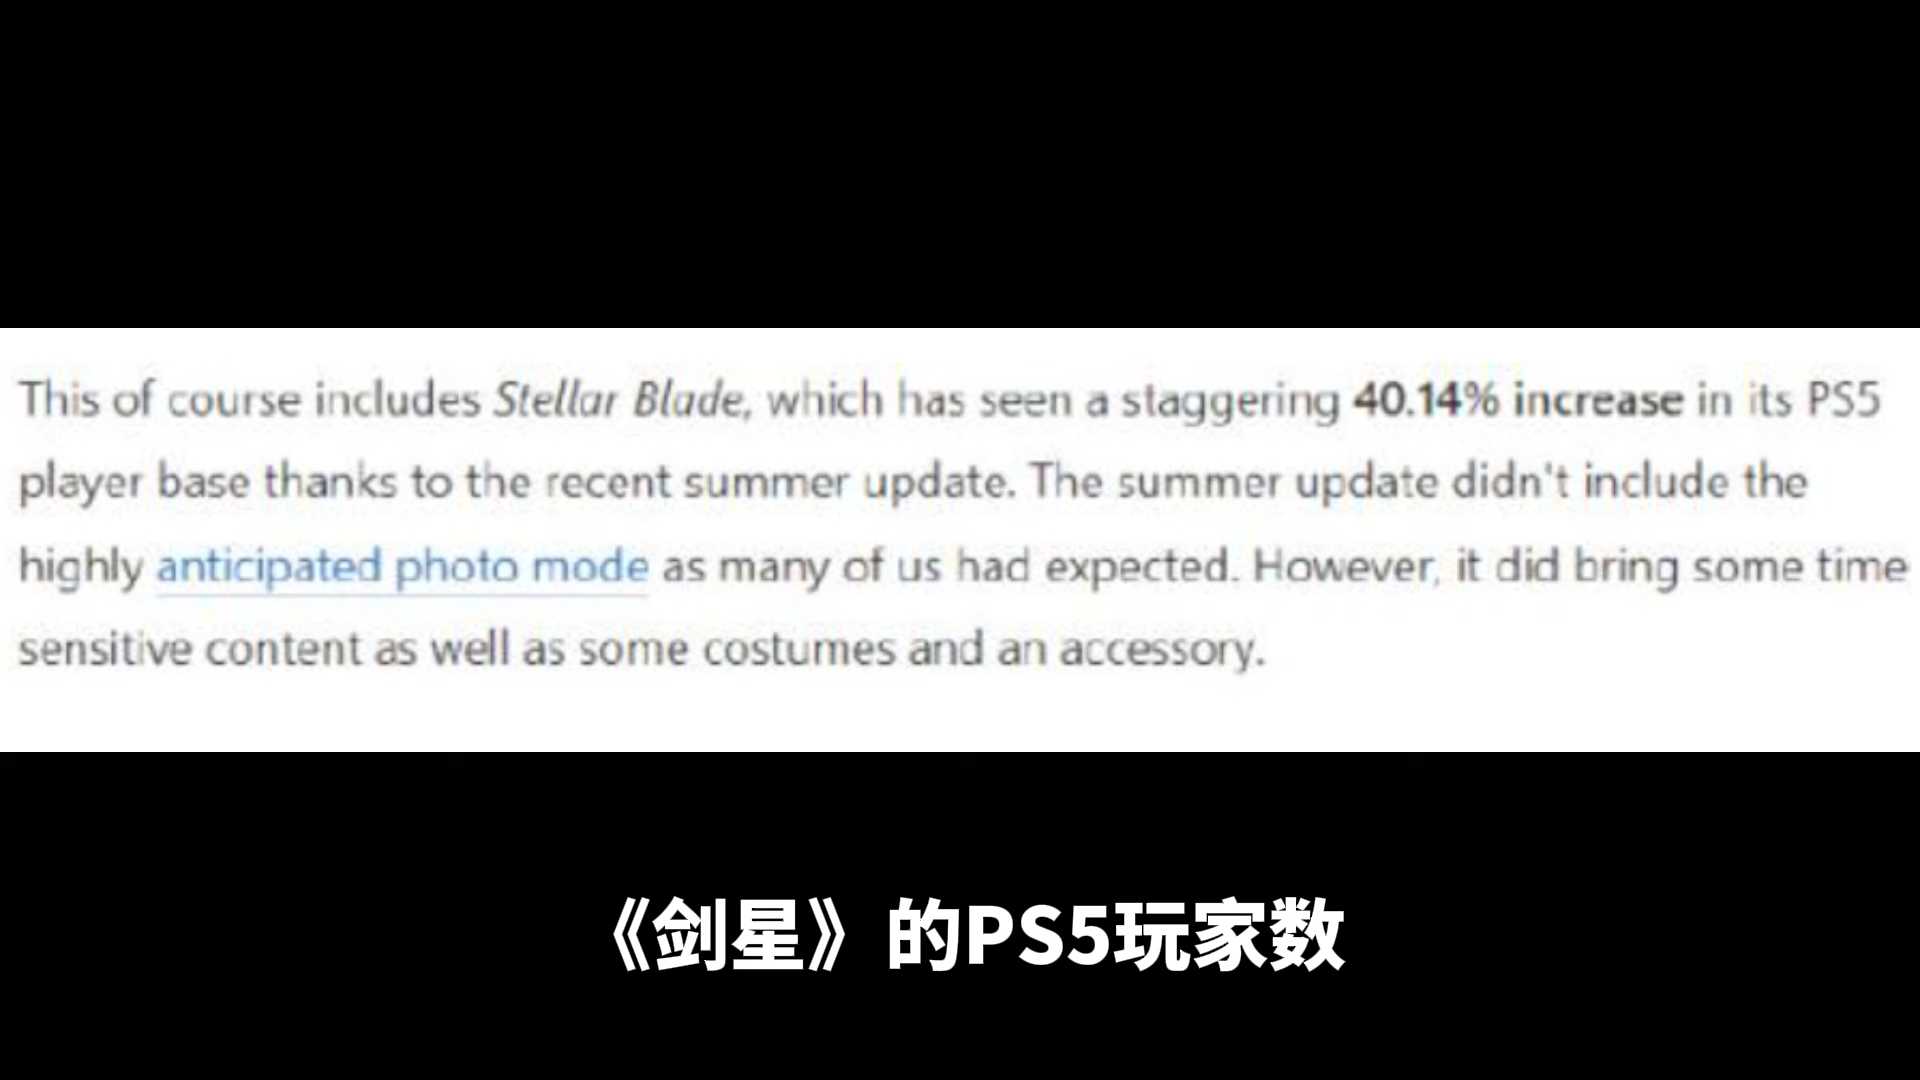 This of course includes Stellar Blade, which has seen a staggering 40.14% increase in its PS5
player base thanks to the recent summer update. The summer update didn't include the
highly anticipated photo mode as many of us had expected. However, it did bring some time
sensitive content as well as some costumes and an accessory.
《剑星》的PS5玩家数